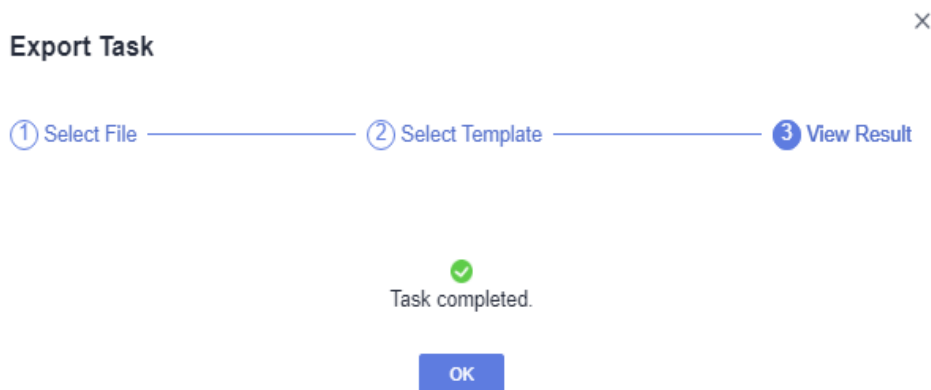 Export Task
1 Select File 2 Select Template 3 View Result
Task completed.
OK